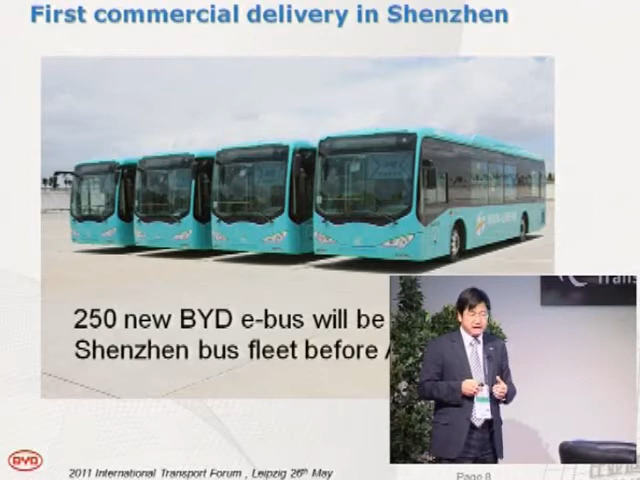 First commercial delivery in Shenzhen
250 new BYD e-bus will be
Shenzhen bus fleet before
Trans
BYD
2011 International Transport Forum , Leipzig 26th May
Page 8